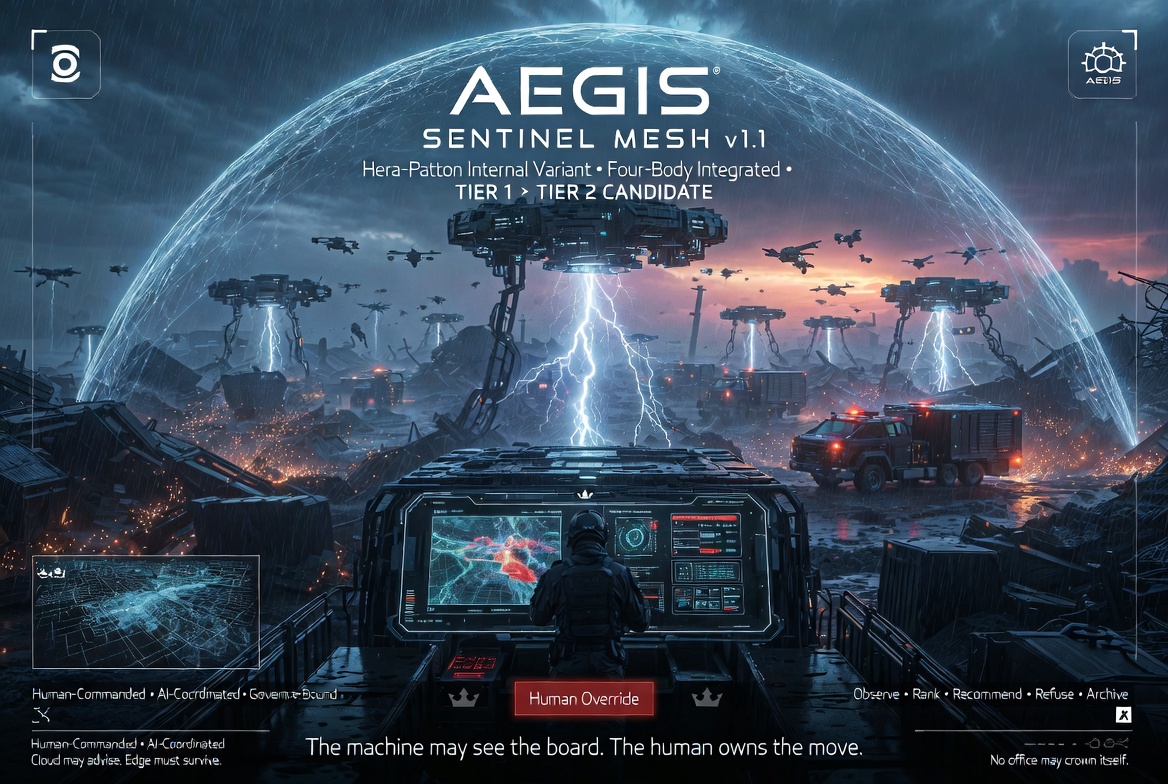 AEGIS®
SENTINEL MESH v1.1
Hera-Patton Internal Variant • Four-Body Integrated •
TIER 1 > TIER 2 CANDIDATE
AEGIS
Human-Commanded • AI-Coordinated •
Human Override
Observe • Rank • Recommend • Refuse • Archive
X
Human-Commanded • AI-Coordinated
Cloud may advise. Edge must survive.
The machine may see the board. The human owns the move.
No office may crown itself.